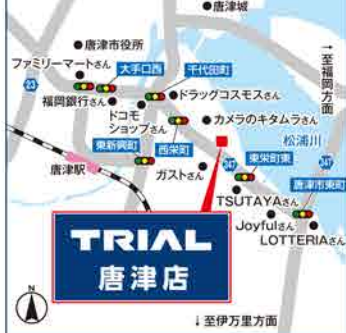 唐津城
唐津市役所
ファミリーマートさん
大手口西
千代田町
→至福岡方面
23
福岡銀行さん
ドコモ
ショップさん
ドラッグコスモスさん
カメラのキタムラさん
松浦川
東新興町
西栄町
347
唐津駅
ガストさん
347
東栄町東
唐津市東町
TSUTAYAさん
Joyfulさん
LOTTERIAさん
TRIAL
唐津店
N
↓至伊万里方面